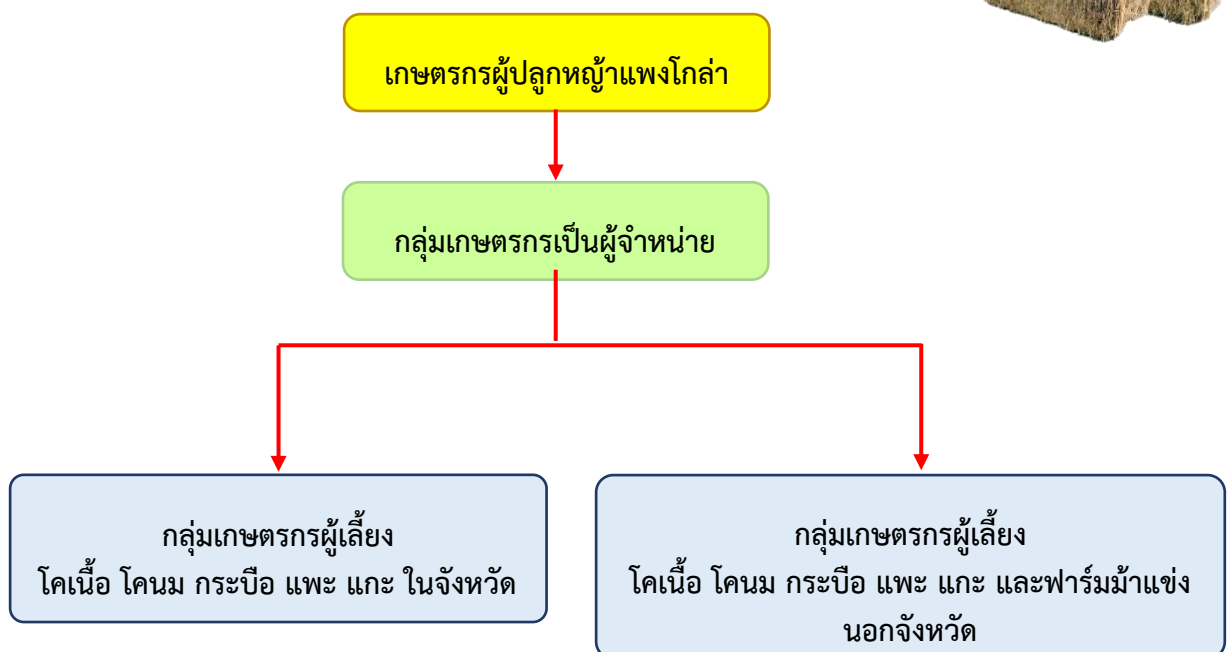 เกษตรกรผู้ปลูกหญ้าแพงโกล่า
กลุ่มเกษตรกรเป็นผู้จำหน่าย
กลุ่มเกษตรกรผู้เลี้ยง
โคเนื้อ โคนม กระบือ แพะ แกะ ในจังหวัด
กลุ่มเกษตรกรผู้เลี้ยง
โคเนื้อ โคนม กระบือ แพะ แกะ และฟาร์มม้าแข่ง
นอกจังหวัด